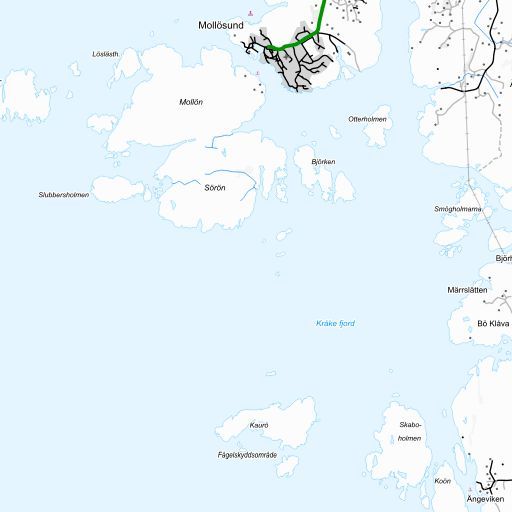 Mollösund
Löslästh.
Mollön
Otterholmen
Björken
Sörön
Slubbersholmen
Smögholmarna
Björh
Märrslätten
Kråke fjord
Bö Kläva
Kaurö
Skabo-
holmen
Fågelskyddsområde
Koön
Ängeviken